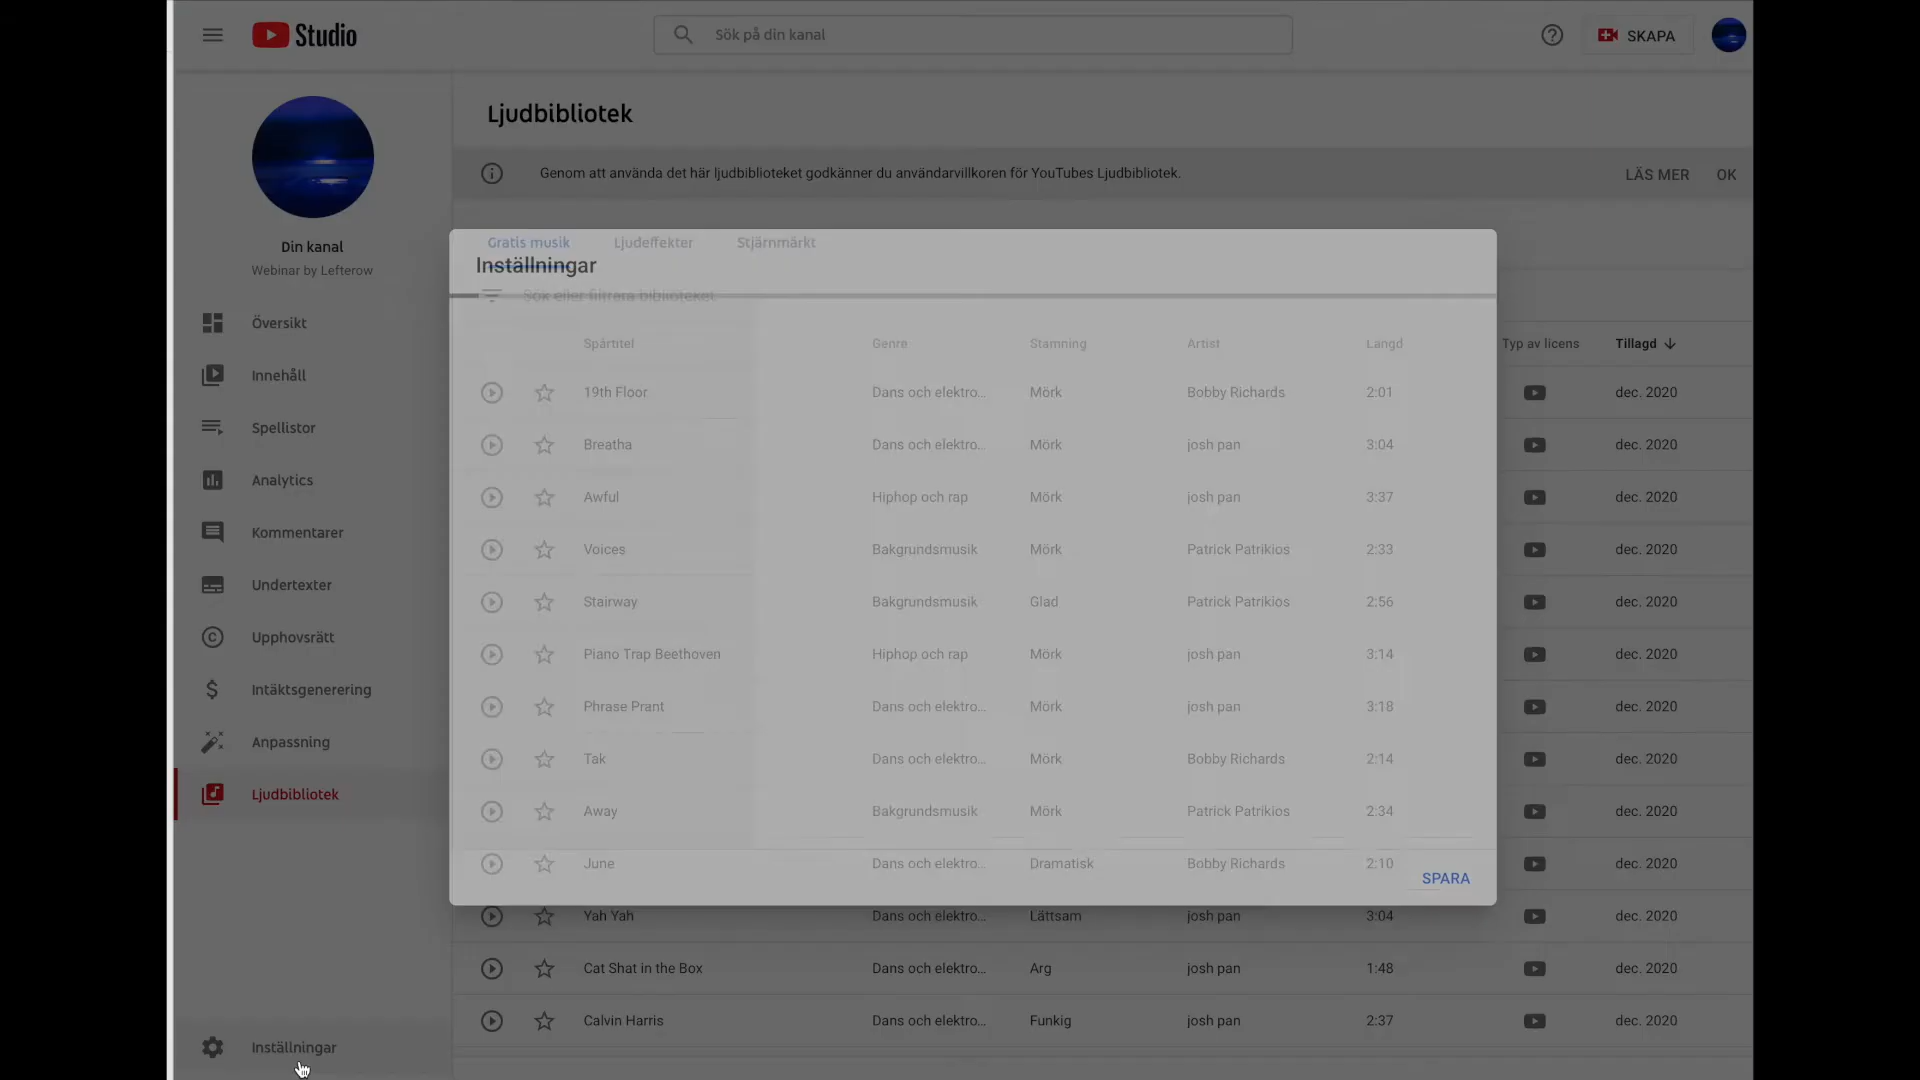 Studio
Sök på din kanal
SKAPA
Ljudbibliotek
Genom att använda det här ljudbiblioteket godkänner du användarvillkoren för YouTubes Ljudbibliotek.
LÄS MER
OK
Din kanal
Webinar by Lefterow
Översikt
Innehåll
Spellistor
Analytics
Kommentarer
Undertexter
Upphovsrätt
Intäktsgenerering
Anpassning
Ljudbibliotek
Inställningar
Gratis musik Ljudeffekter Stjärnmärkt
Inställningar
Sök eller filtrera biblioteket
Spårtitel Genre Stämning Artist Längd Typ av licens Tillagd
19th Floor Dans och elektro... Mörk Bobby Richards 2:01 dec. 2020
Breatha Dans och elektro... Mörk josh pan 3:04 dec. 2020
Awful Hiphop och rap Mörk josh pan 3:37 dec. 2020
Voices Bakgrundsmusik Mörk Patrick Patrikios 2:33 dec. 2020
Stairway Bakgrundsmusik Glad Patrick Patrikios 2:56 dec. 2020
Piano Trap Beethoven Hiphop och rap Mörk josh pan 3:14 dec. 2020
Phrase Prant Dans och elektro... Mörk josh pan 3:18 dec. 2020
Tak Dans och elektro... Mörk Bobby Richards 2:14 dec. 2020
Away Bakgrundsmusik Mörk Patrick Patrikios 2:34 dec. 2020
June Dans och elektro... Dramatisk Bobby Richards 2:10 dec. 2020
SPARA
Yah Yah Dans och elektro... Lättsam josh pan 3:04 dec. 2020
Cat Shat in the Box Dans och elektro... Arg josh pan 1:48 dec. 2020
Calvin Harris Dans och elektro... Funkig josh pan 2:37 dec. 2020